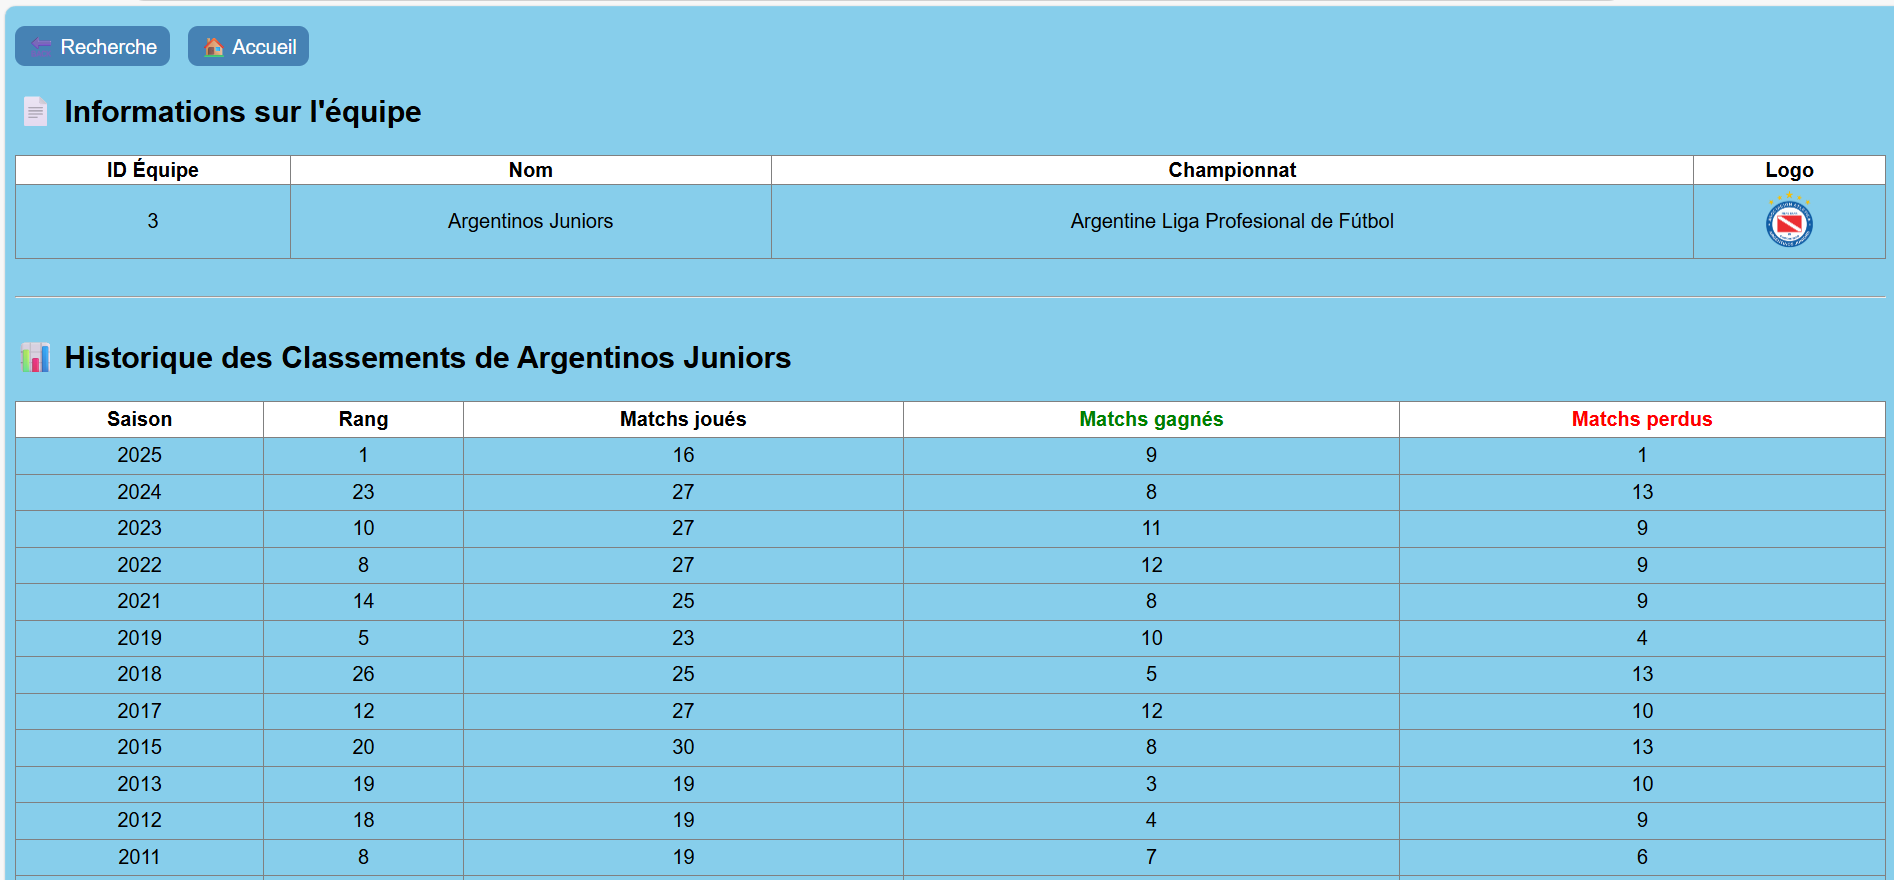 Recherche Accueil
Informations sur l'équipe
ID Équipe Nom Championnat Logo
3 Argentinos Juniors Argentine Liga Profesional de Fútbol
Historique des Classements de Argentinos Juniors
Saison Rang Matchs joués Matchs gagnés Matchs perdus
2025 1 16 9 1
2024 23 27 8 13
2023 10 27 11 9
2022 8 27 12 9
2021 14 25 8 9
2019 5 23 10 4
2018 26 25 5 13
2017 12 27 12 10
2015 20 30 8 13
2013 19 19 3 10
2012 18 19 4 9
2011 8 19 7 6